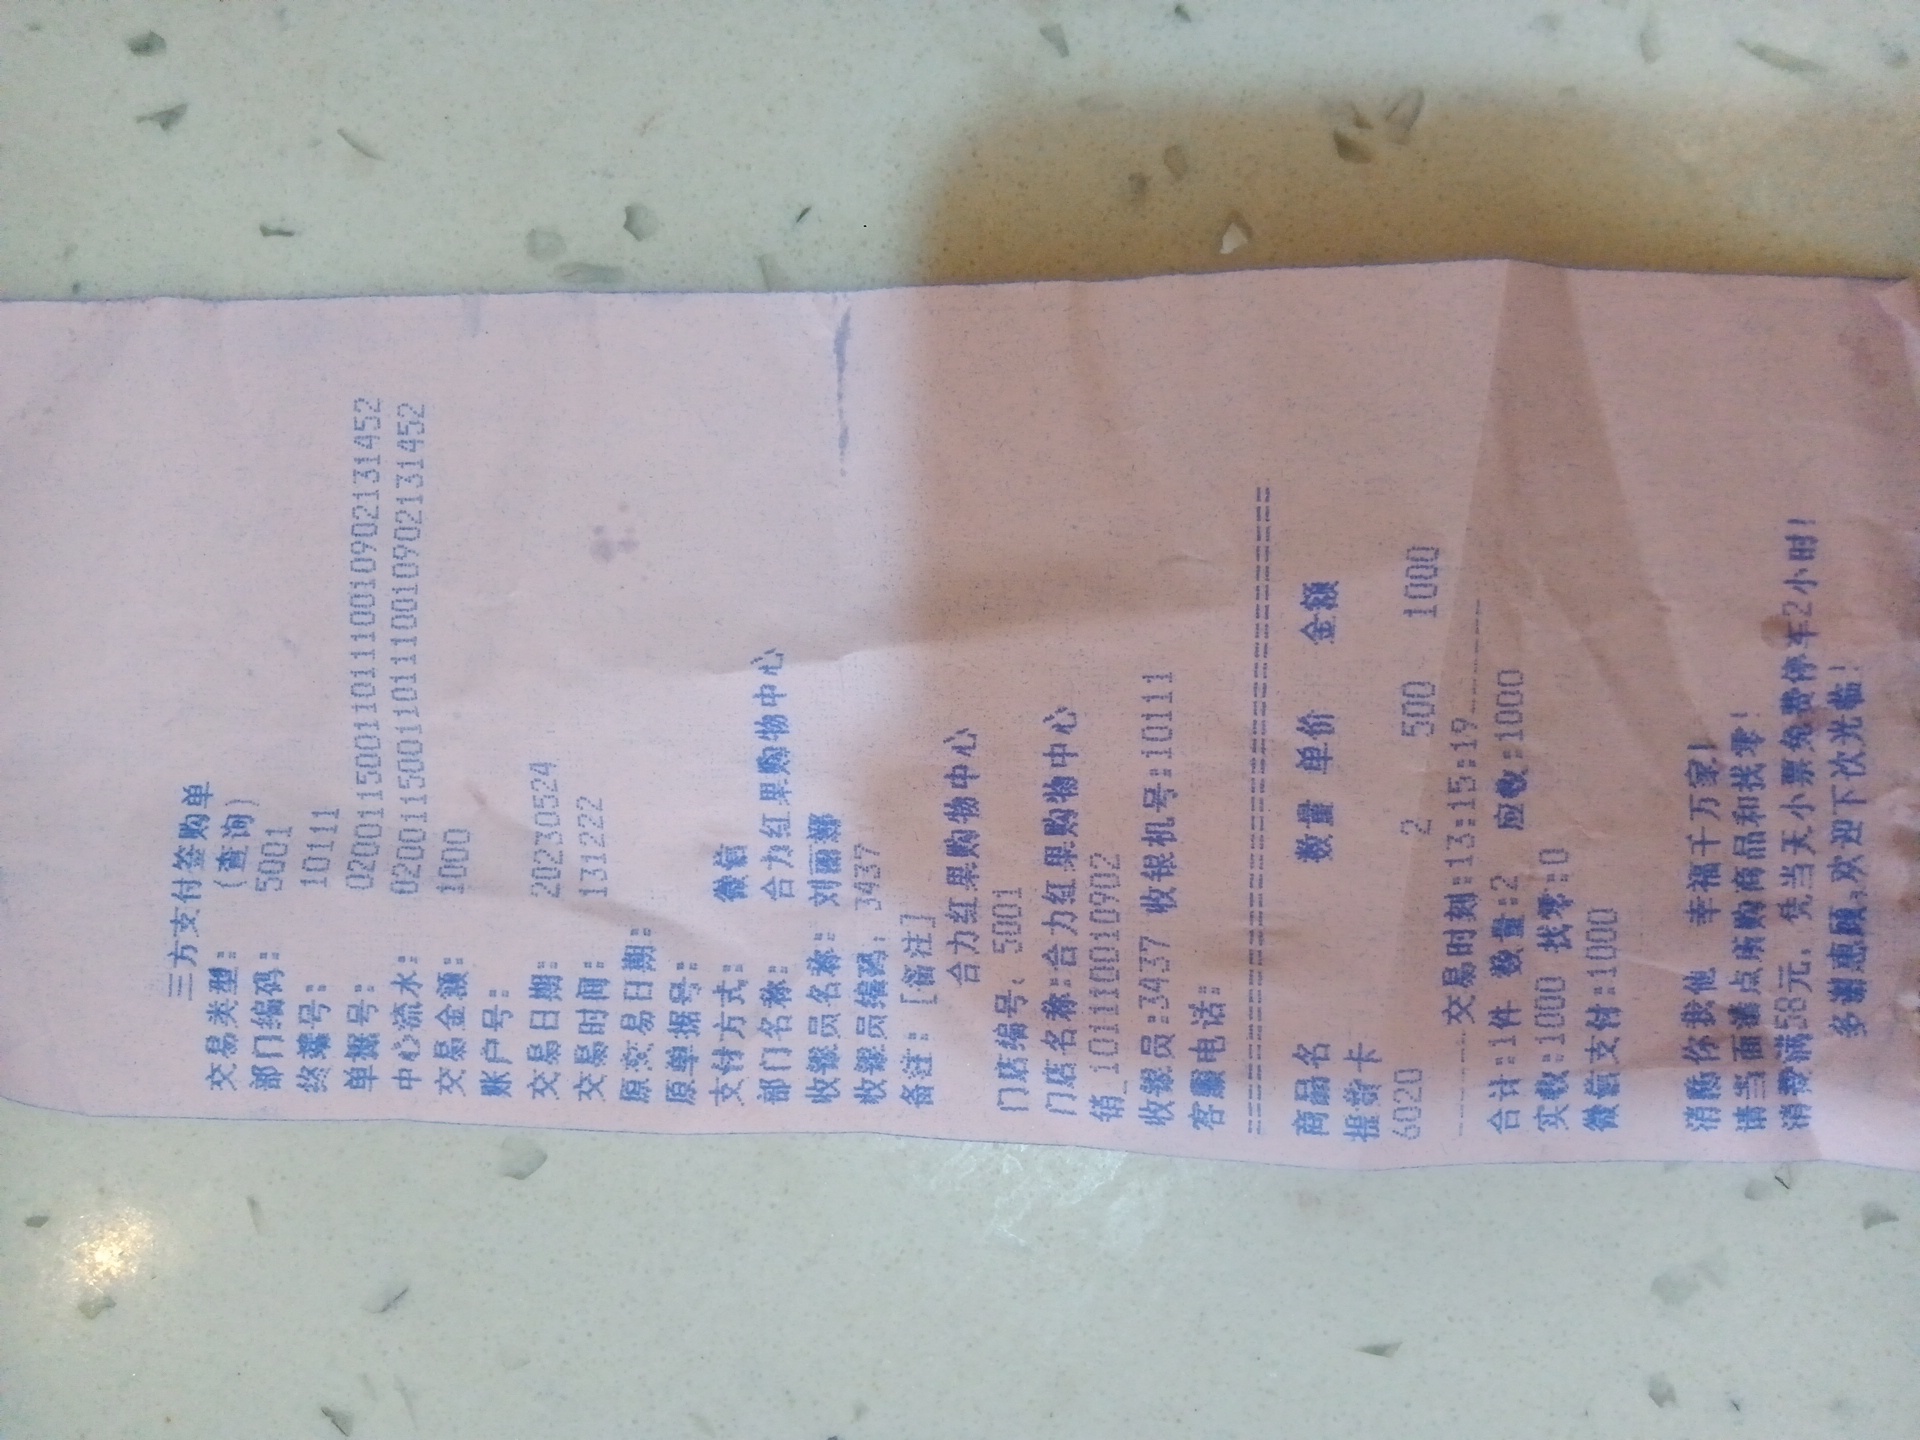 三方支付签购单
交易类型： (查询)
部门编码： 5001
终端号： 10111
单据号： 0200115001101110010902131452
中心流水： 0200115001101110010902131452
交易金额： 1000
账户号：
交易日期： 20230524
交易时间： 131222
原交易日期：
原单据号：
支付方式： 微信
部门名称： 合力红果购物中心
收银员名称： 刘丽娜
收银员编码： 3437
备注： [备注]
合力红果购物中心
门店编号： 5001
门店名称:合力红果购物中心
销_101110010902
收银员:3437 收银机号:10111
客服电话：
==============================
商品名 数量 单价 金额
提货卡
6020 2 500 1000
------交易时刻:13:15:19------
合计:1件 数量:2 应收:1000
实收:1000 找零:0
微信支付:1000
消费你我他 幸福千万家!
请当面清点所购商品和找零!
消费满58元，凭当天小票免费停车2小时!
多谢惠顾,欢迎下次光临!